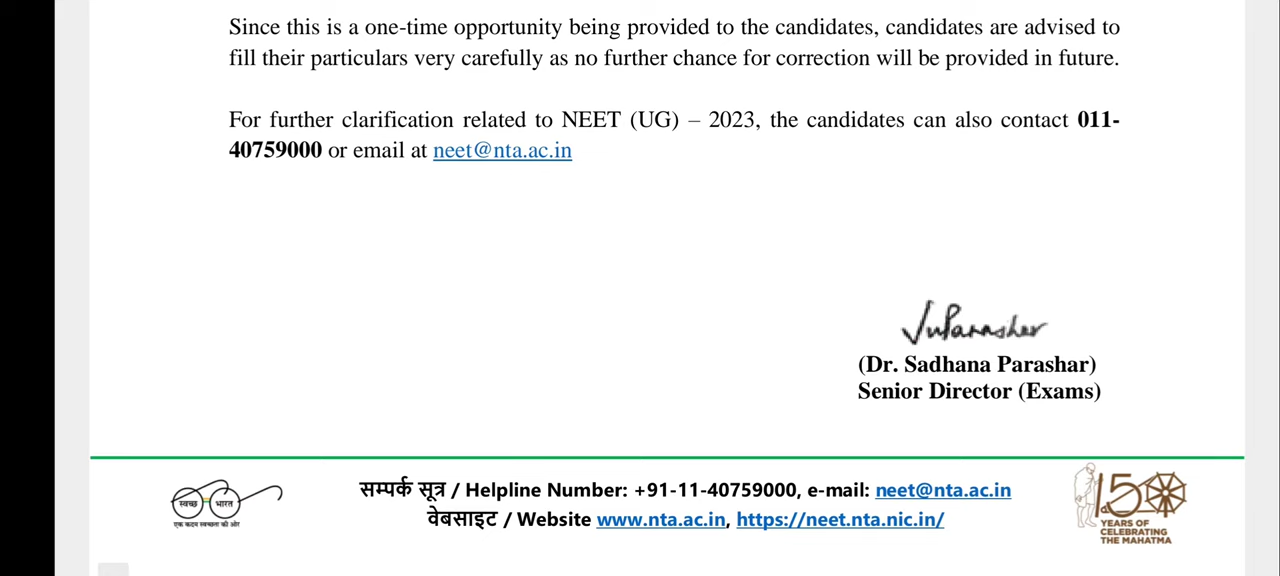 Since this is a one-time opportunity being provided to the candidates, candidates are advised to
fill their particulars very carefully as no further chance for correction will be provided in future.
For further clarification related to NEET (UG) – 2023, the candidates can also contact 011-
40759000 or email at neet@nta.ac.in
(Dr. Sadhana Parashar)
Senior Director (Exams)
स्वच्छ भारत
एक कदम स्वच्छता की ओर
सम्पर्क सूत्र / Helpline Number: +91-11-40759000, e-mail: neet@nta.ac.in
वेबसाइट / Website www.nta.ac.in, https://neet.nta.nic.in/
150
YEARS OF
CELEBRATING
THE MAHATMA